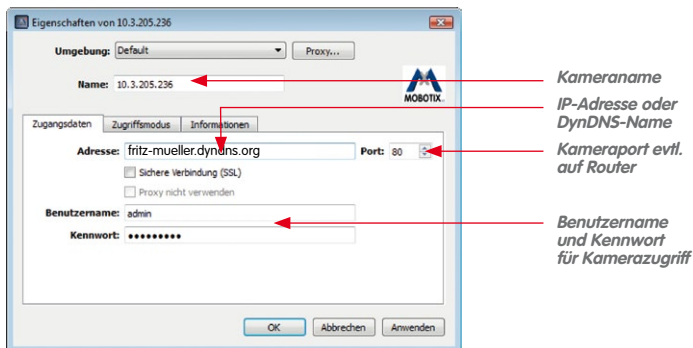 Eigenschaften von 10.3.205.236
Umgebung: Default
Proxy...
Name: 10.3.205.236
MOBOTIX
Kameraname
Zugangsdaten Zugriffsmodus Informationen
IP-Adresse oder
DynDNS-Name
Adresse: fritz-mueller.dyndns.org Port: 80
Kameraport evtl.
auf Router
Sichere Verbindung (SSL)
Proxy nicht verwenden
Benutzername: admin
Kennwort: •••••••••
Benutzername
und Kennwort
für Kamerazugriff
OK Abbrechen Anwenden